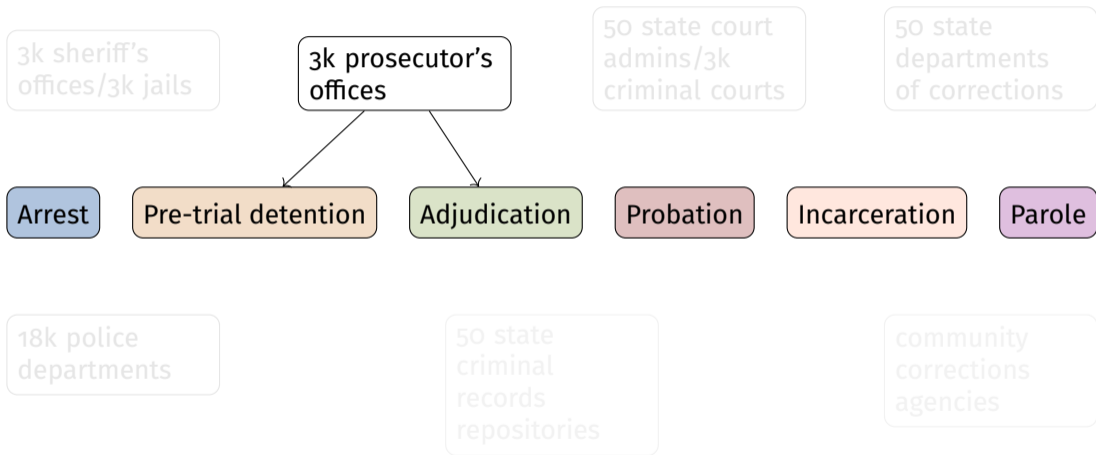 3k sheriff's
offices/3k jails
3k prosecutor's
offices
50 state court
admins/3k
criminal courts
50 state
departments
of corrections
Arrest
Pre-trial detention
Adjudication
Probation
Incarceration
Parole
18k police
departments
50 state
criminal
records
repositories
community
corrections
agencies